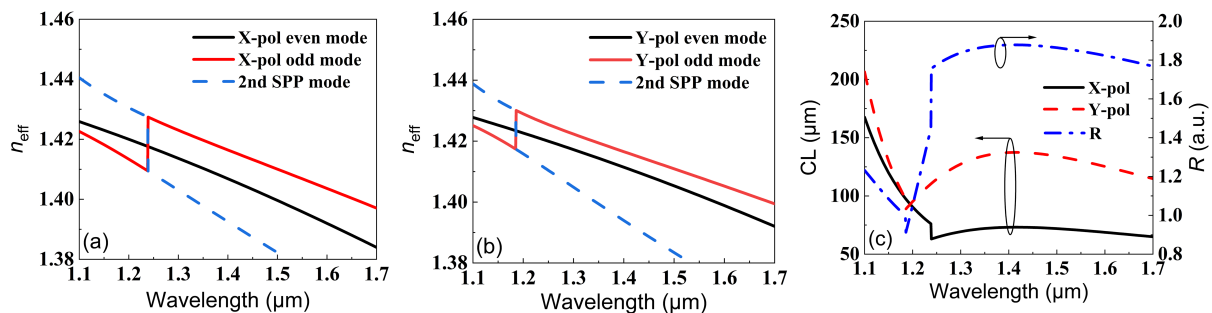 1.46
1.44
1.42
1.40
1.38
n_eff
X-pol even mode
X-pol odd mode
2nd SPP mode
(a)
1.1 1.2 1.3 1.4 1.5 1.6 1.7
Wavelength (μm)
1.46
1.44
1.42
1.40
1.38
n_eff
Y-pol even mode
Y-pol odd mode
2nd SPP mode
(b)
1.1 1.2 1.3 1.4 1.5 1.6 1.7
Wavelength (μm)
250
200
150
100
50
CL (μm)
X-pol
Y-pol
R
(c)
1.1 1.2 1.3 1.4 1.5 1.6 1.7
Wavelength (μm)
2.0
1.8
1.6
1.4
1.2
1.0
0.8
R (a.u.)